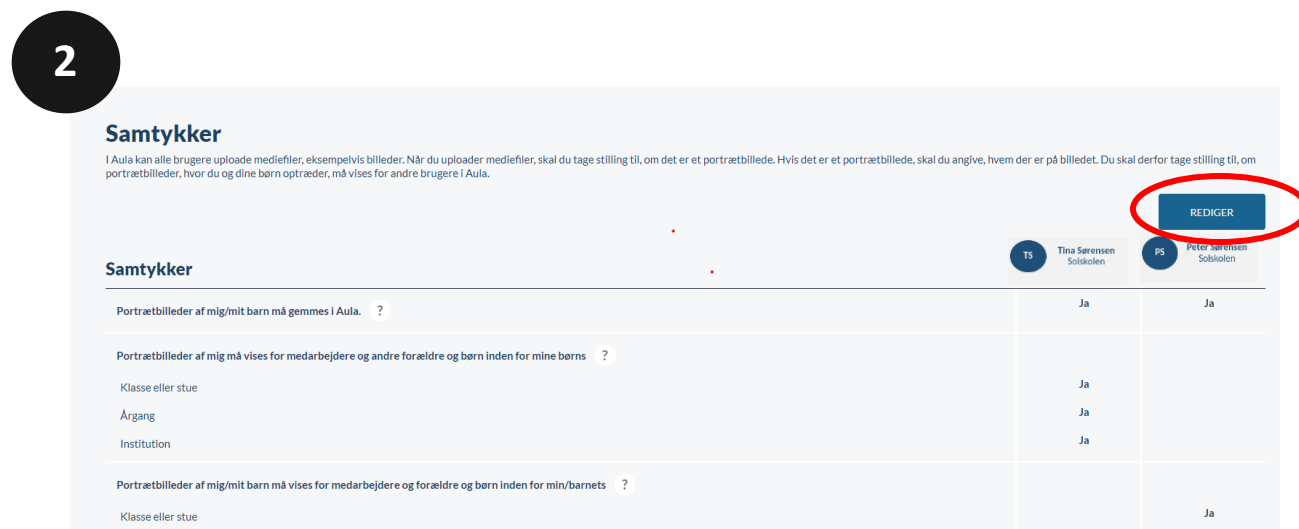 2
Samtykker
I Aula kan alle brugere uploade mediefiler, eksempelvis billeder. Når du uploader mediefiler, skal du tage stilling til, om det er et portrætbillede. Hvis det er et portrætbillede, skal du angive, hvem der er på billedet. Du skal derfor tage stilling til, om
portrætbilleder, hvor du og dine børn optræder, må vises for andre brugere i Aula.
REDIGER
Samtykker
TS Tina Sørensen
Solskolen
PS Peter Sørensen
Solskolen
Portrætbilleder af mig/mit barn må gemmes i Aula. ? Ja Ja
Portrætbilleder af mig må vises for medarbejdere og andre forældre og børn inden for mine børns ?
Klasse eller stue Ja
Årgang Ja
Institution Ja
Portrætbilleder af mig/mit barn må vises for medarbejdere og forældre og børn inden for min/barnets ?
Klasse eller stue Ja